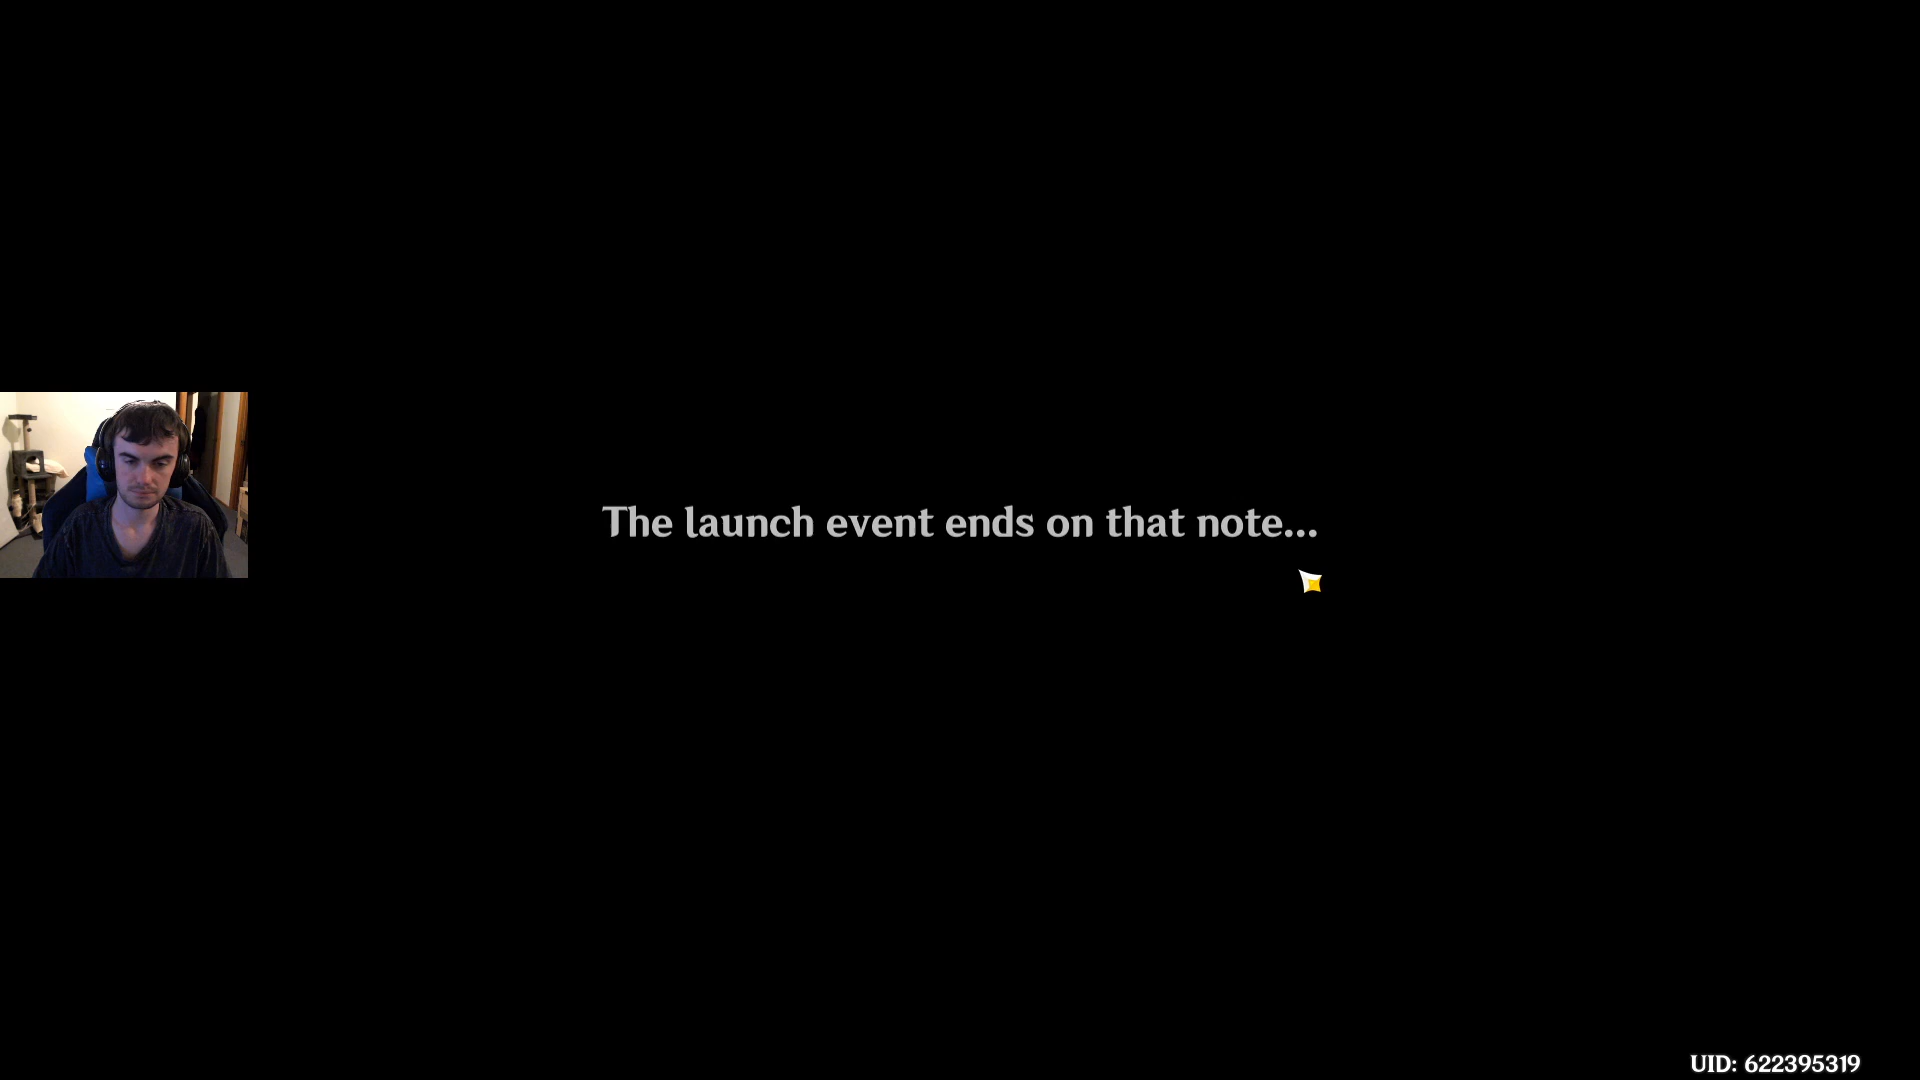 The launch event ends on that note...
UID: 622395319